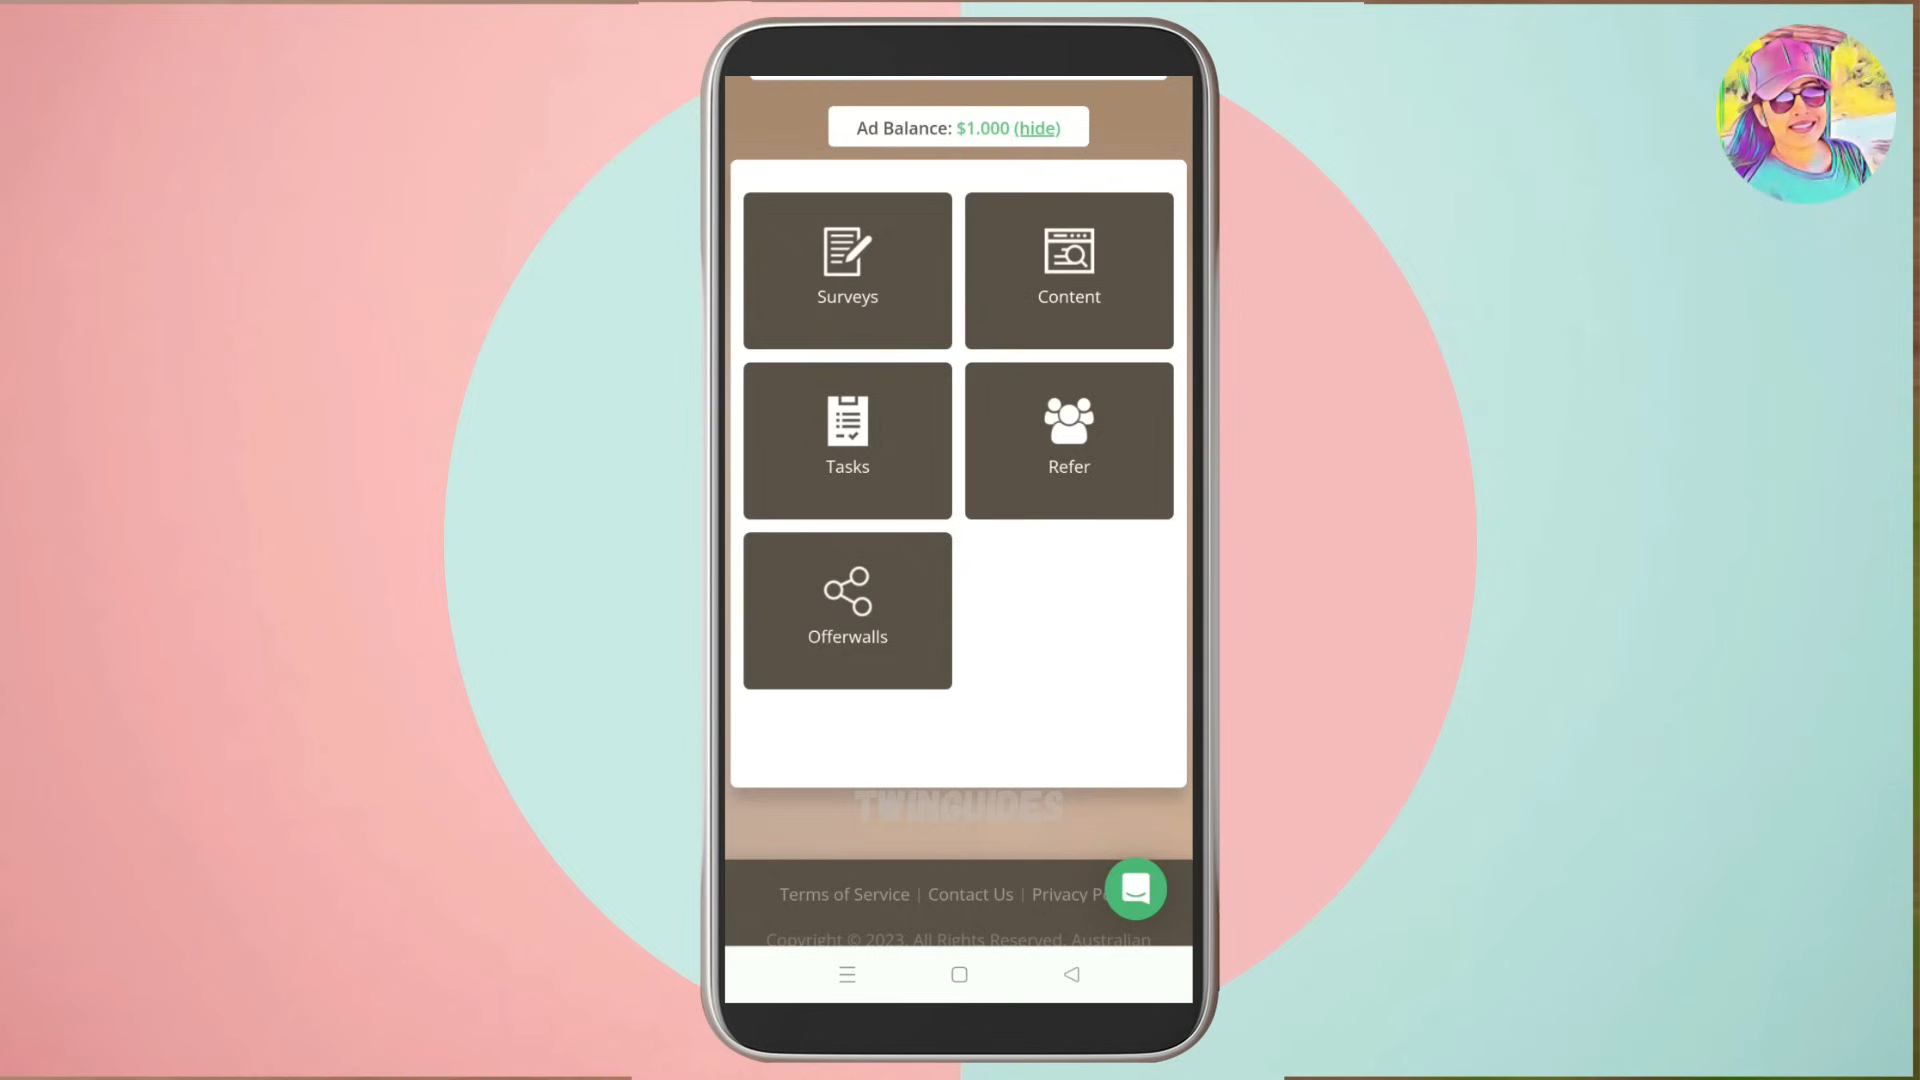 Ad Balance: $1.000 (hide)
Surveys
Content
Tasks
Refer
Offerwalls
TWINGUIDES
Terms of Service | Contact Us | Privacy
Copyright © 2023. All Rights Reserved. Australian